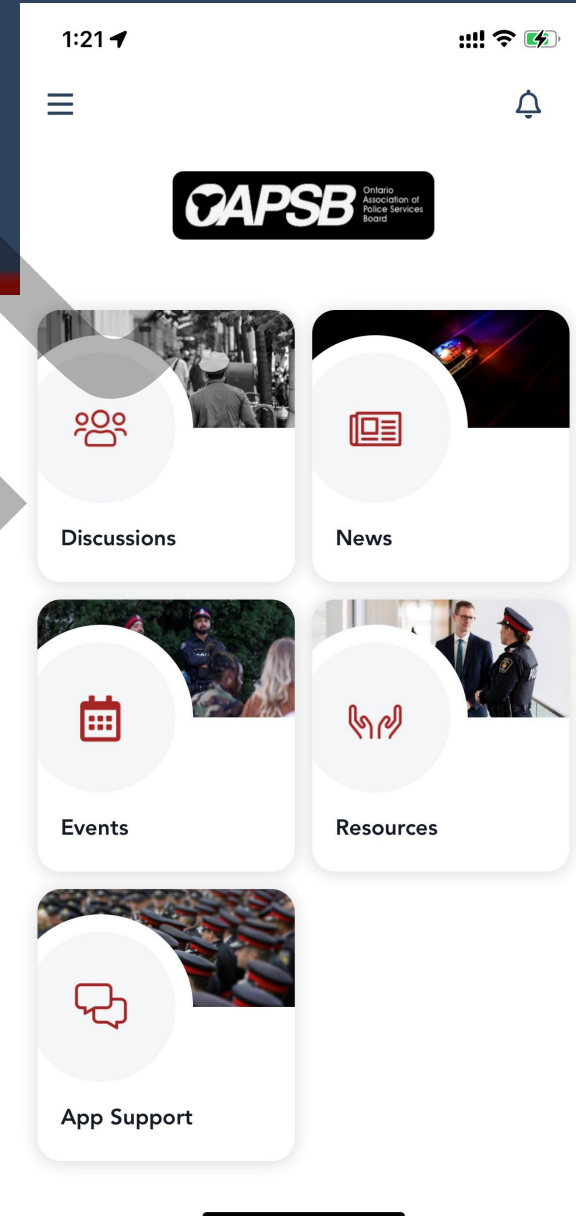 1:21
OAPSB
Ontario
Association of
Police Services
Board
Discussions
News
Events
Resources
App Support